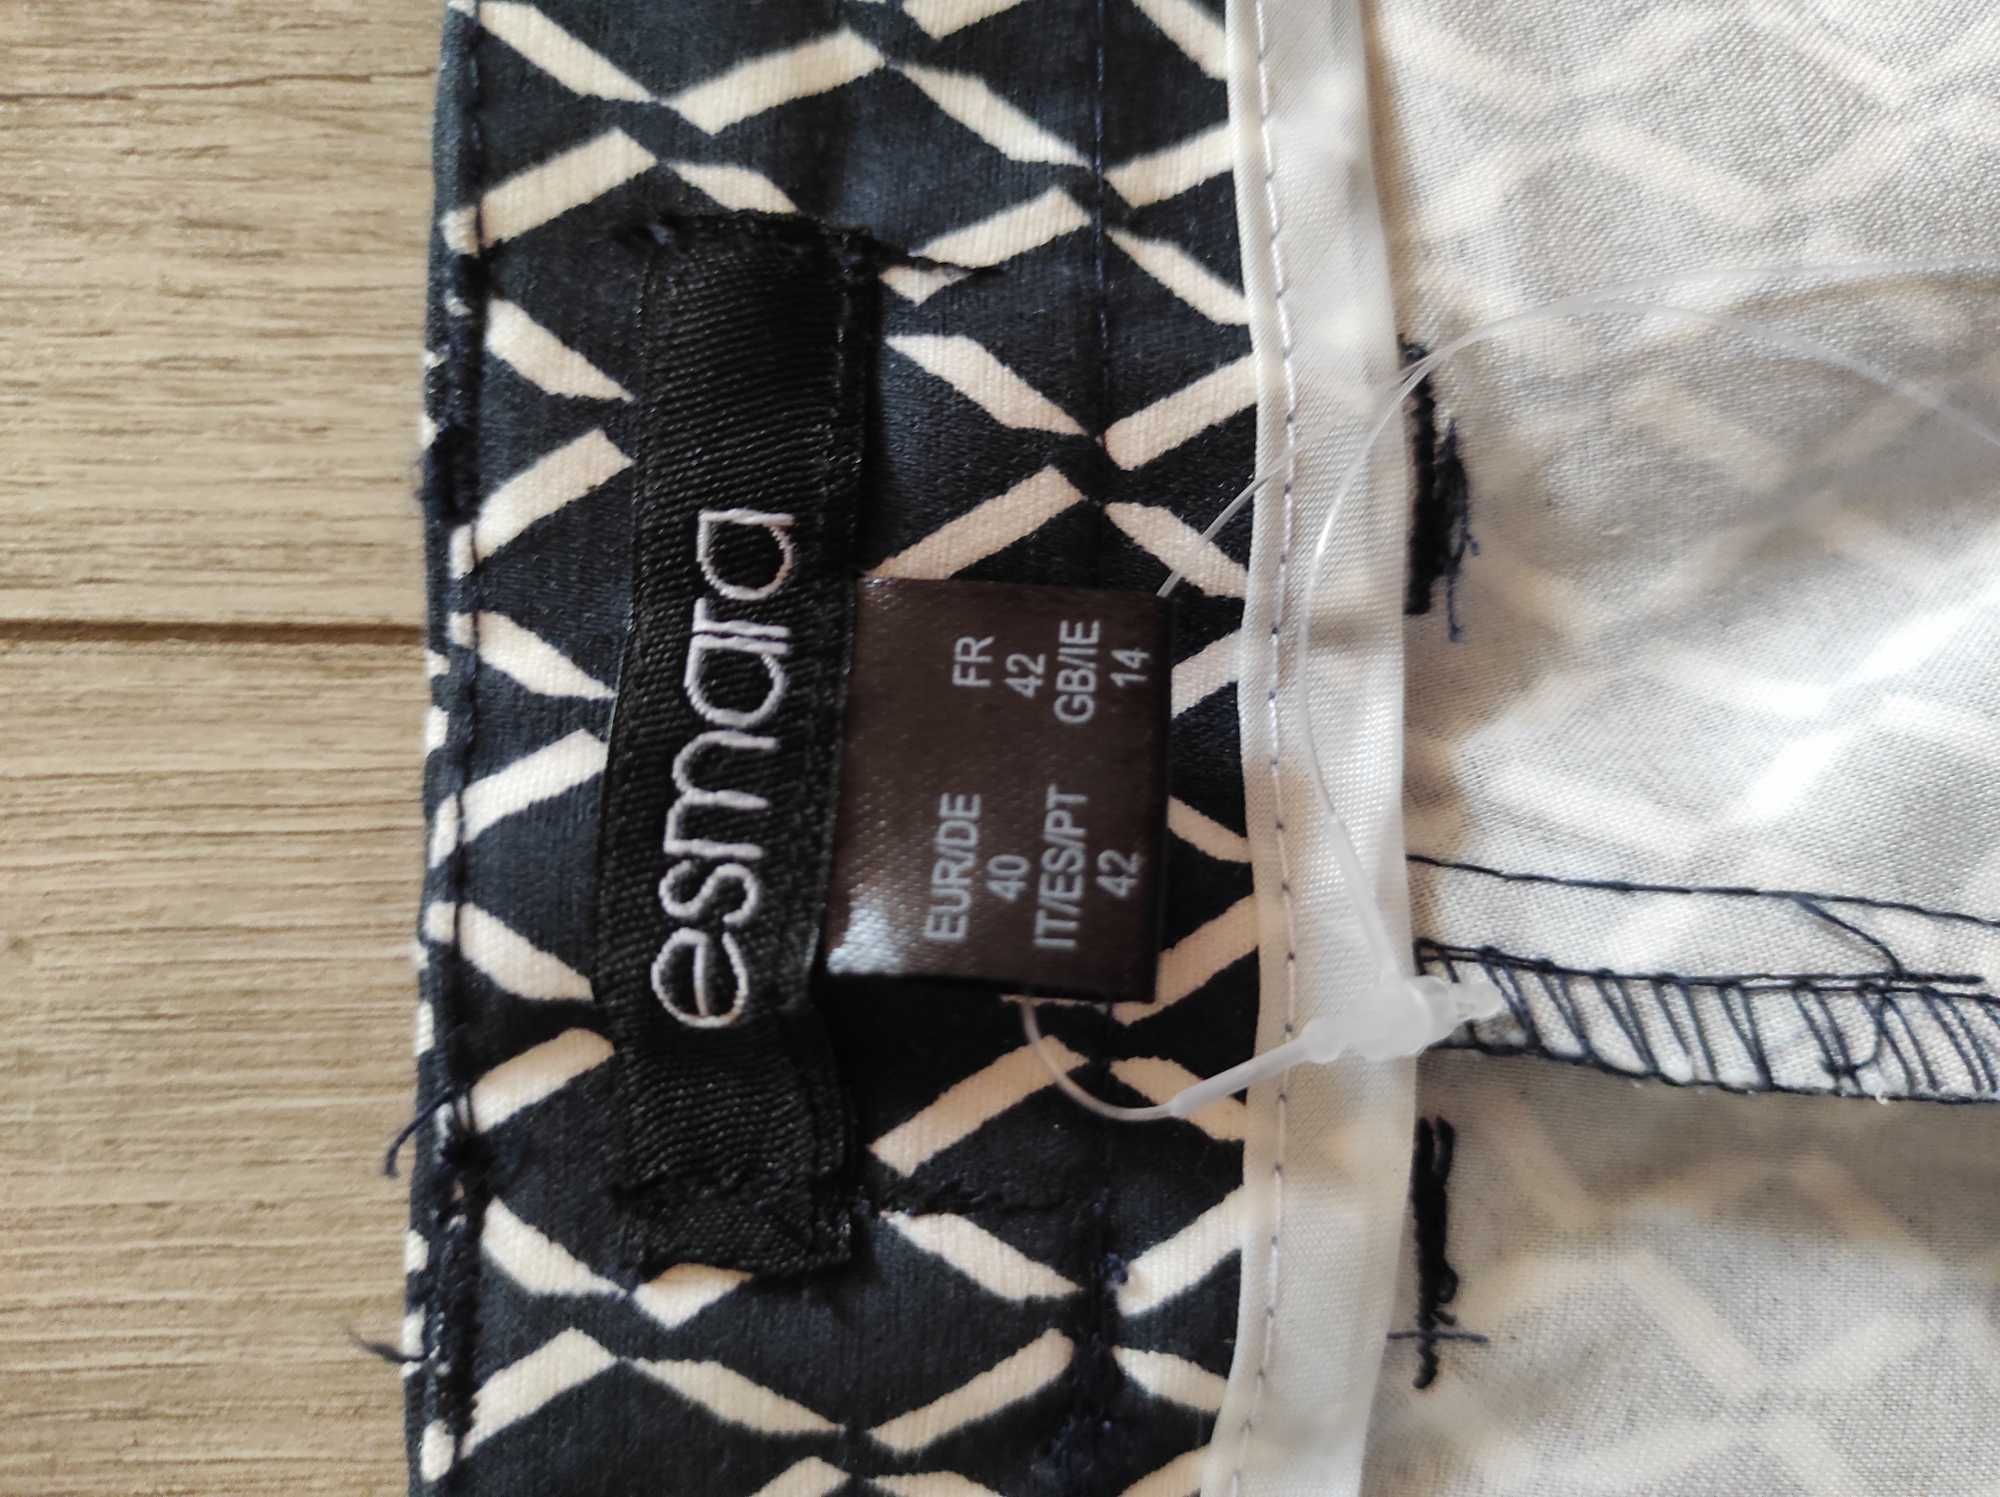 esmara
EUR/DE FR
40 42
IT/ES/PT GB/IE
42 14